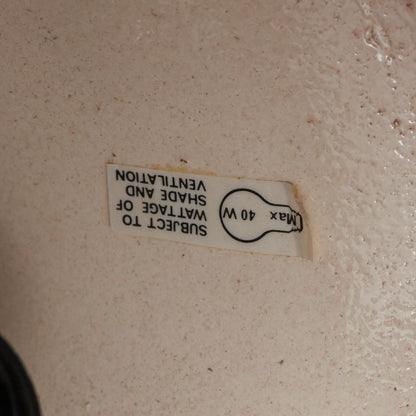 Max
40 W
SUBJECT TO
WATTAGE OF
SHADE AND
VENTILATION